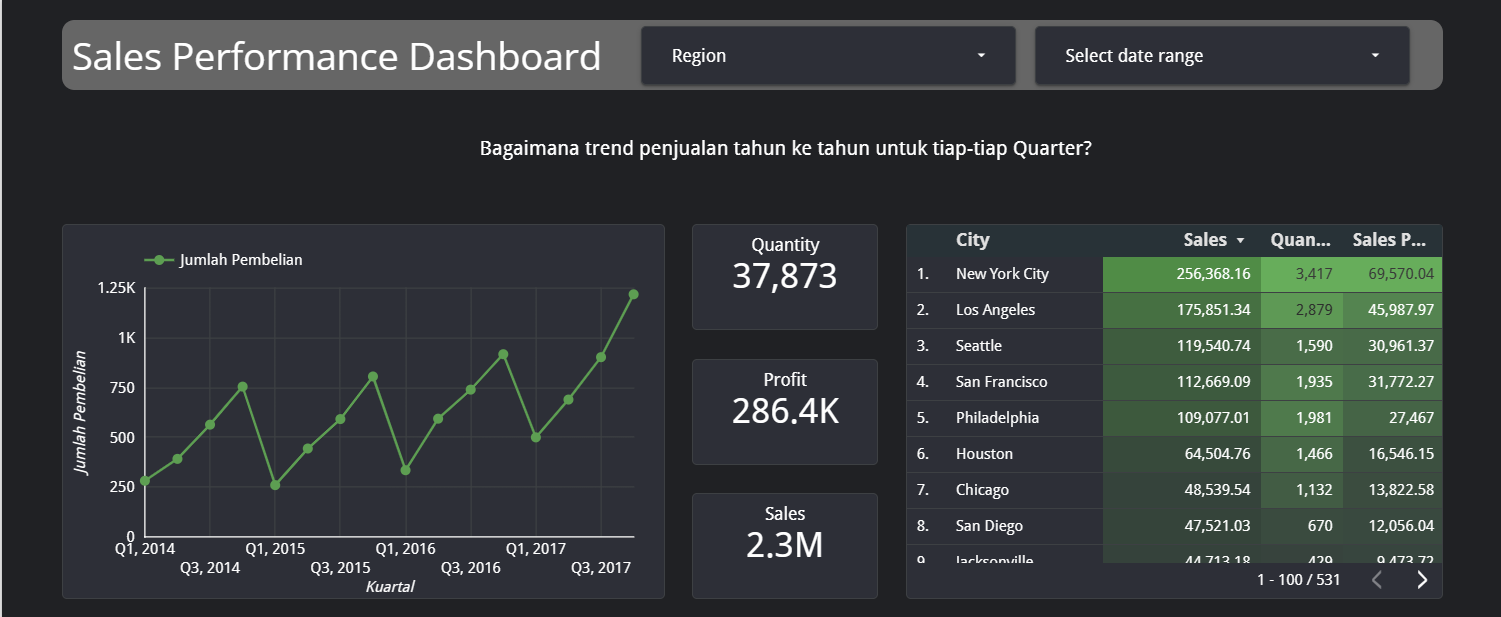 Sales Performance Dashboard
Region
Select date range
Bagaimana trend penjualan tahun ke tahun untuk tiap-tiap Quarter?
Jumlah Pembelian
1.25K
1K
750
500
250
0
Jumlah Pembelian
Q1, 2014
Q3, 2014
Q1, 2015
Q3, 2015
Q1, 2016
Q3, 2016
Q1, 2017
Q3, 2017
Kuartal
Quantity
37,873
Profit
286.4K
Sales
2.3M
City Sales Quan... Sales P...
1. New York City 256,368.16 3,417 69,570.04
2. Los Angeles 175,851.34 2,879 45,987.97
3. Seattle 119,540.74 1,590 30,961.37
4. San Francisco 112,669.09 1,935 31,772.27
5. Philadelphia 109,077.01 1,981 27,467
6. Houston 64,504.76 1,466 16,546.15
7. Chicago 48,539.54 1,132 13,822.58
8. San Diego 47,521.03 670 12,056.04
9. Jacksonville 44,713.18 429 9,473.72
1 - 100 / 531